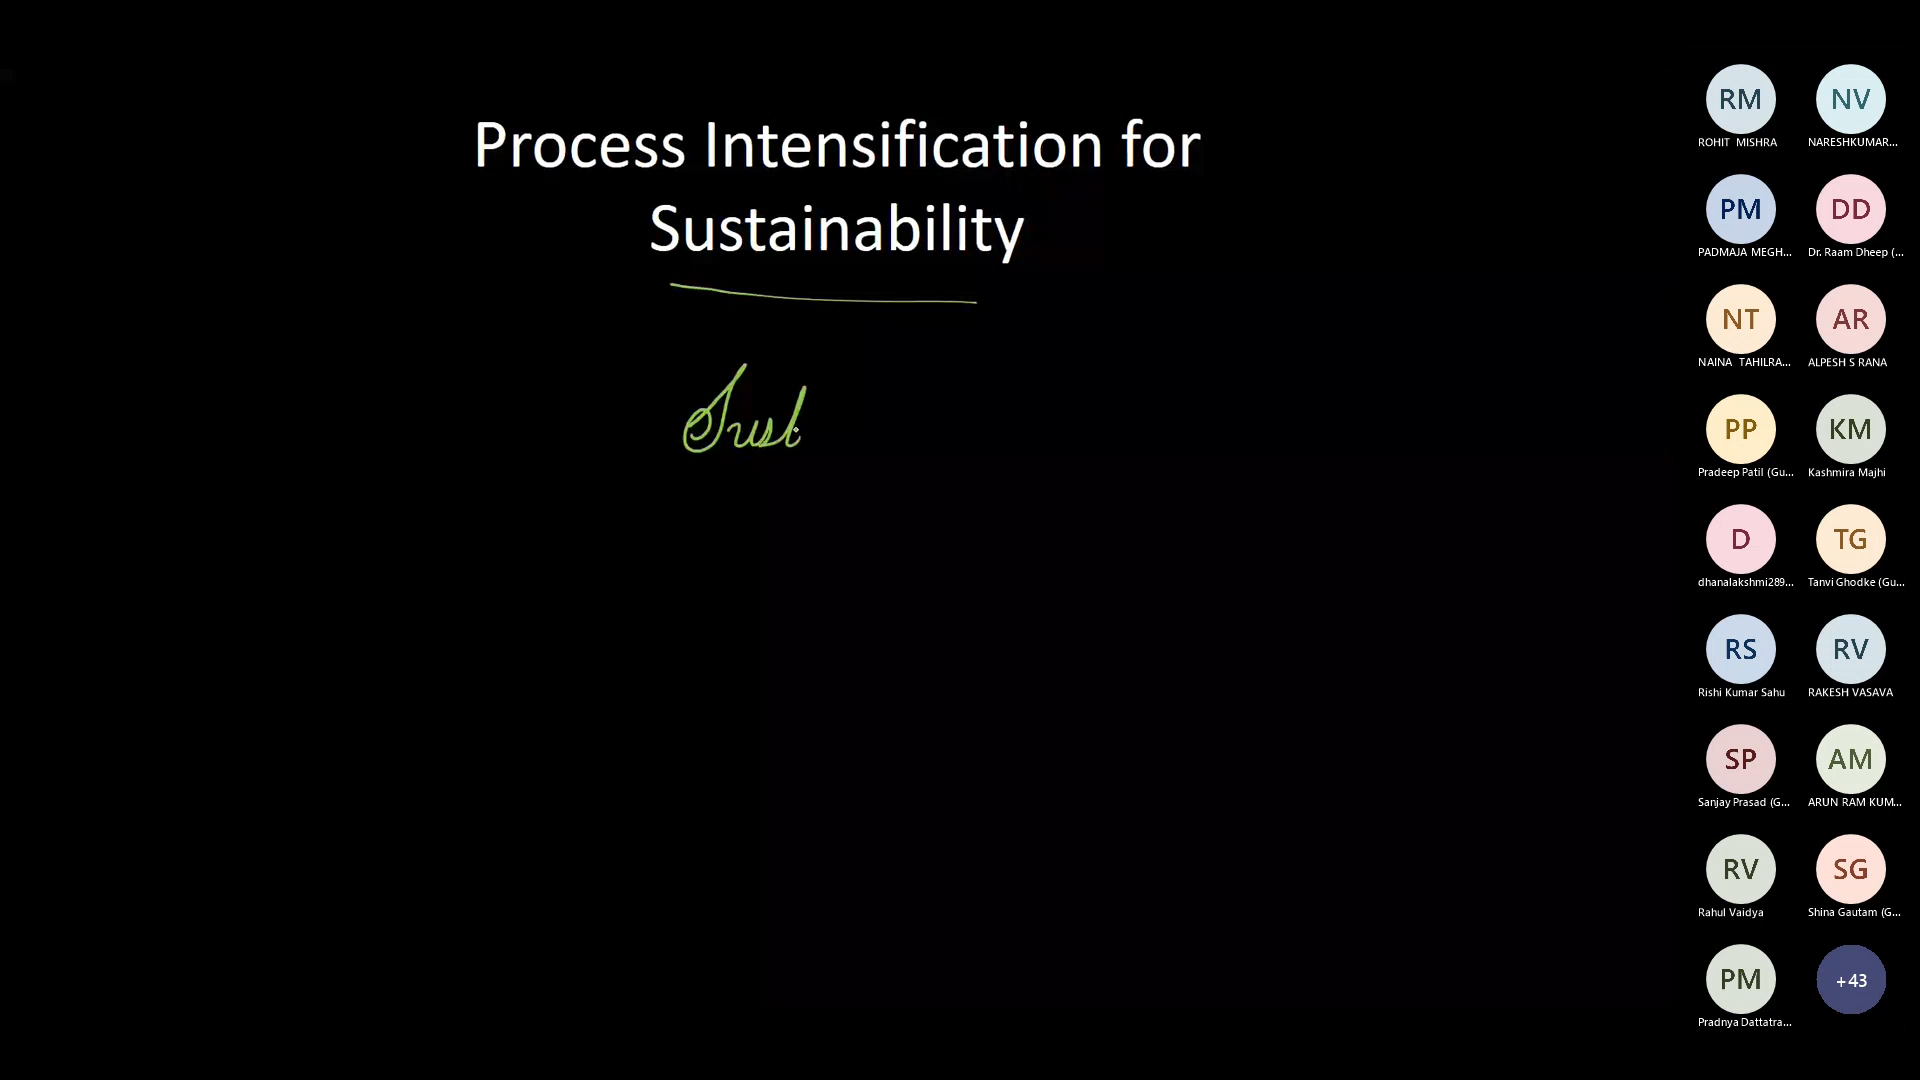 Process Intensification for
Sustainability
Sust
RM
NV
ROHIT MISHRA
NARESHKUMAR...
PM
DD
PADMAJA MEGH...
Dr. Raam Dheep (...
NT
AR
NAINA TAHILRA...
ALPESH S RANA
PP
KM
Pradeep Patil (Gu...
Kashmira Majhi
D
TG
dhanalakshmi289...
Tanvi Ghodke (Gu...
RS
RV
Rishi Kumar Sahu
RAKESH VASAVA
SP
AM
Sanjay Prasad (G...
ARUN RAM KUM...
RV
SG
Rahul Vaidya
Shina Gautam (G...
PM
+43
Pradnya Dattatra...